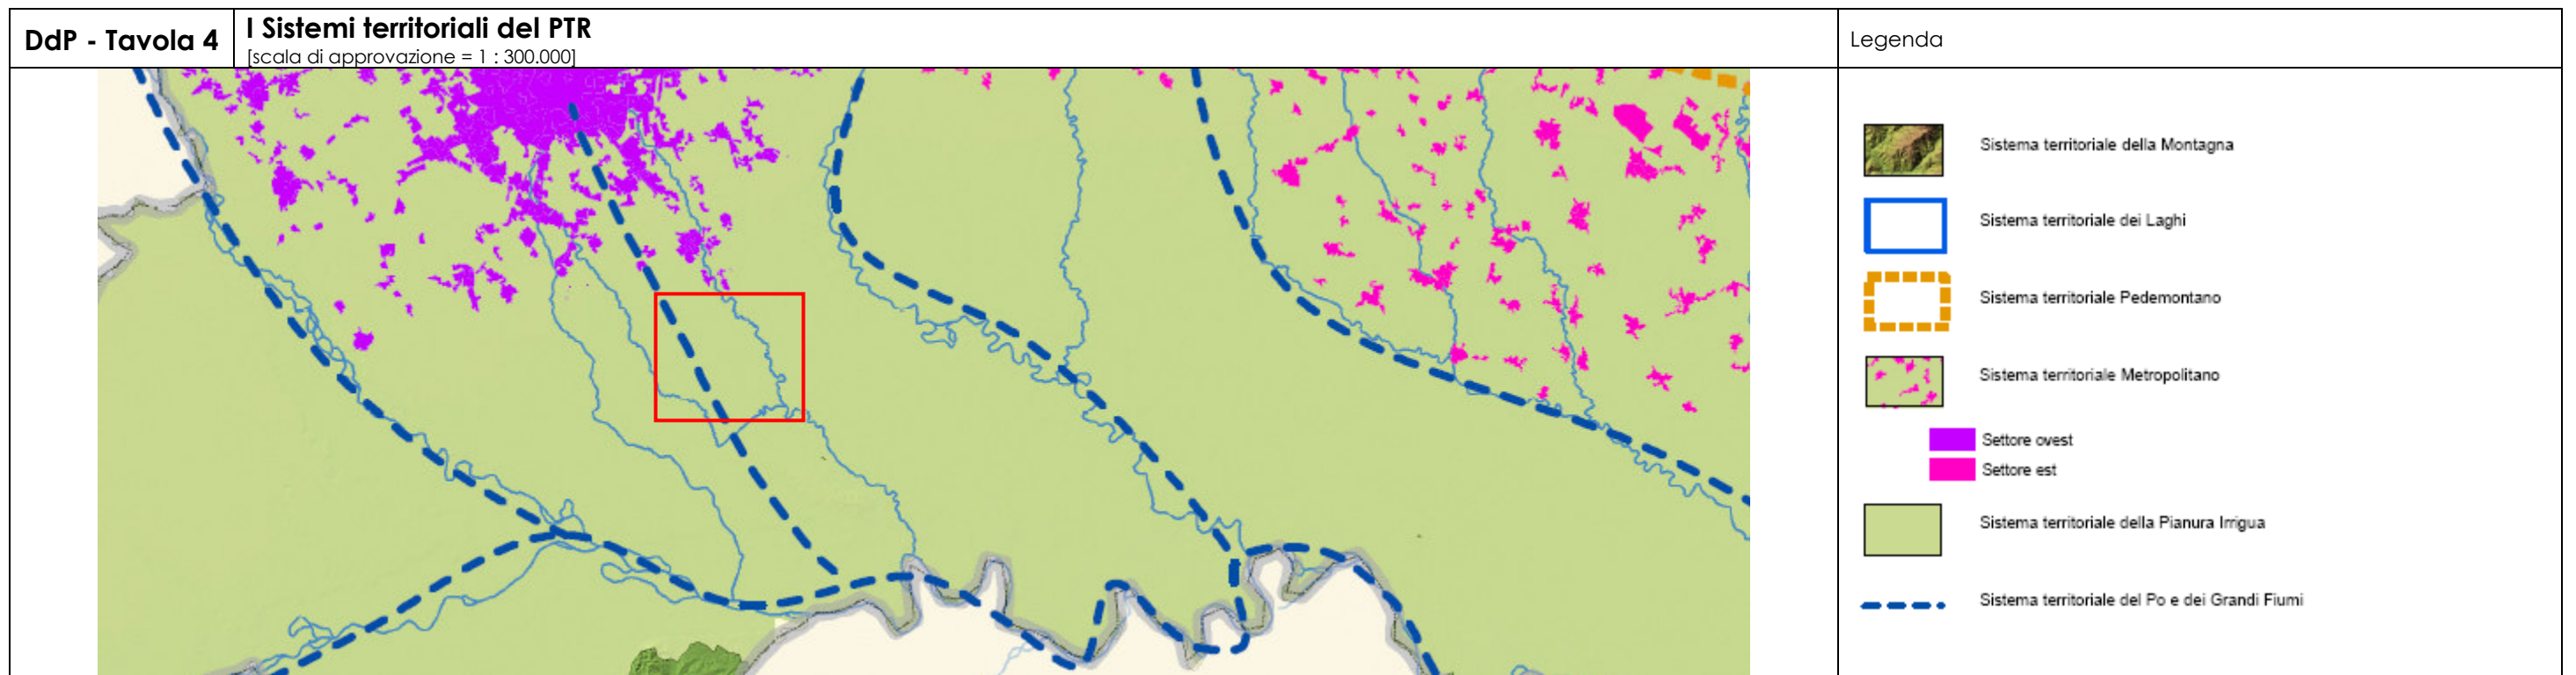 DdP - Tavola 4
I Sistemi territoriali del PTR
[scala di approvazione = 1 : 300.000]
Legenda
Sistema territoriale della Montagna
Sistema territoriale dei Laghi
Sistema territoriale Pedemontano
Sistema territoriale Metropolitano
Settore ovest
Settore est
Sistema territoriale della Pianura Irrigua
Sistema territoriale del Po e dei Grandi Fiumi